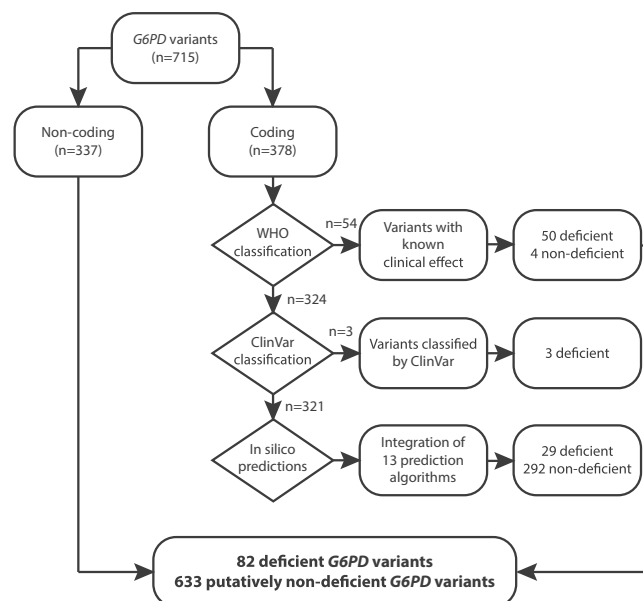 G6PD variants
(n=715)
Non-coding
(n=337)
Coding
(n=378)
WHO
classification
n=54
Variants with
known
clinical effect
50 deficient
4 non-deficient
n=324
ClinVar
classification
n=3
Variants classified
by ClinVar
3 deficient
n=321
In silico
predictions
Integration of
13 prediction
algorithms
29 deficient
292 non-deficient
82 deficient G6PD variants
633 putatively non-deficient G6PD variants